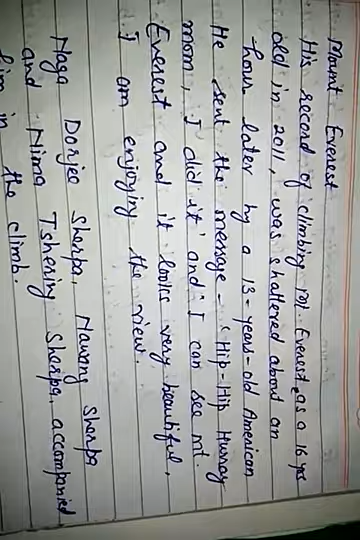 Mount Everest
His record of climbing mt. Everest as a 16 yrs
old in 2011, was shattered about an
hour later by a 13-years-old American
He sent the message - 'Hip-Hip Hurray
mom, I did it' and 'I can see mt.
Everest and it looks very beautiful,
I am enjoying the view.
Naga Dorjee Sherpa, Nawang Sherpa
and Nima Tshering Sherpa, accompanied
him in the climb.